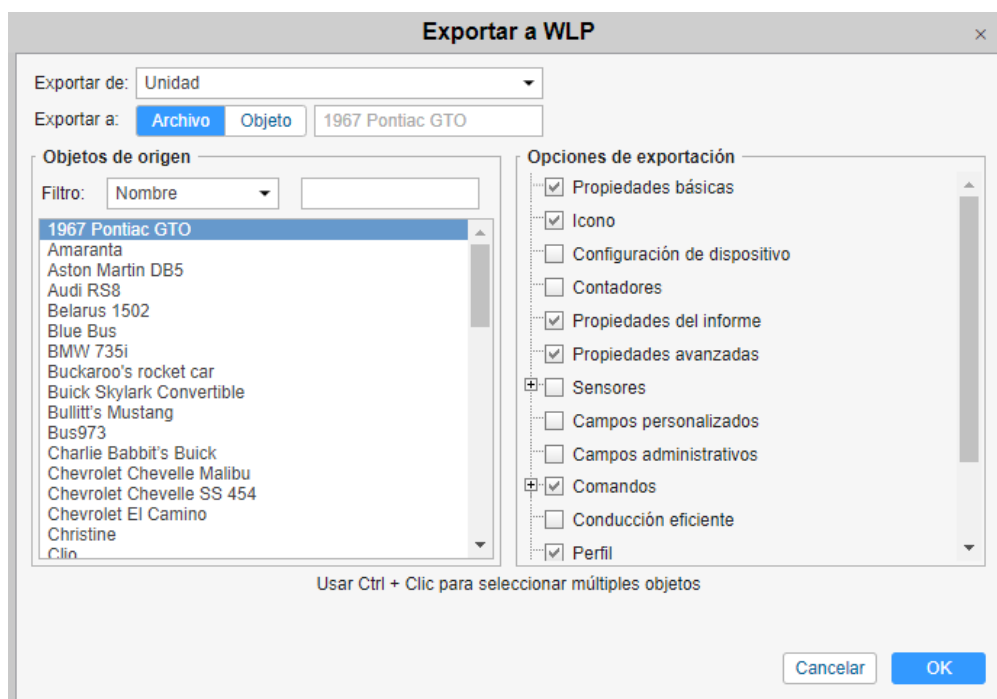 Exportar a WLP
Exportar de: Unidad
Exportar a: Archivo Objeto 1967 Pontiac GTO
Objetos de origen
Filtro: Nombre
1967 Pontiac GTO
Amaranta
Aston Martin DB5
Audi RS8
Belarus 1502
Blue Bus
BMW 735i
Buckaroo's rocket car
Buick Skylark Convertible
Bullitt's Mustang
Bus973
Charlie Babbit's Buick
Chevrolet Chevelle Malibu
Chevrolet Chevelle SS 454
Chevrolet El Camino
Christine
Clio
Opciones de exportación
Propiedades básicas
Icono
Configuración de dispositivo
Contadores
Propiedades del informe
Propiedades avanzadas
Sensores
Campos personalizados
Campos administrativos
Comandos
Conducción eficiente
Perfil
Usar Ctrl + Clic para seleccionar múltiples objetos
Cancelar OK